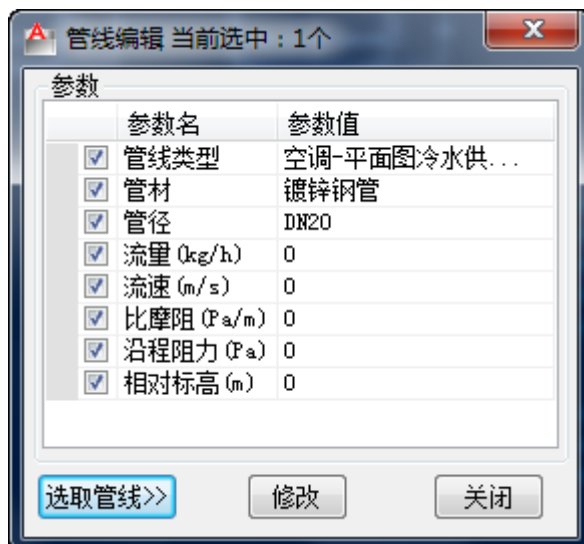 管线编辑 当前选中：1个
参数
参数名 参数值
管线类型 空调-平面图冷水供...
管材 镀锌钢管
管径 DN20
流量(kg/h) 0
流速(m/s) 0
比摩阻(Pa/m) 0
沿程阻力(Pa) 0
相对标高(m) 0
选取管线>> 修改 关闭